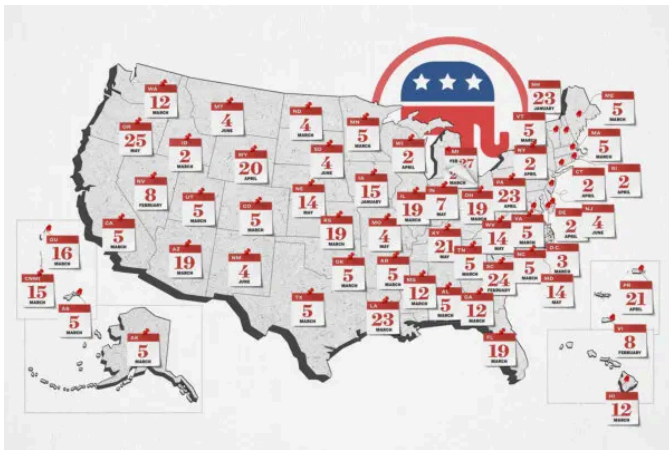 WA
12
MARCH
MT
4
JUNE
ND
4
MARCH
MN
5
MARCH
NH
23
JANUARY
ME
5
MARCH
OR
25
MAY
ID
2
MARCH
WY
20
APRIL
SD
4
JUNE
WI
2
APRIL
MI
FEB 27
2
MARCH
VT
5
MARCH
NY
2
APRIL
MA
5
MARCH
CT
2
APRIL
RI
2
APRIL
NV
8
FEBRUARY
UT
5
MARCH
CO
5
MARCH
NE
14
MAY
IA
15
JANUARY
IL
19
MARCH
IN
7
MAY
OH
19
MARCH
PA
23
DE
2
APRIL
NJ
4
JUNE
CA
5
MARCH
AZ
19
MARCH
NM
4
JUNE
KS
19
MARCH
MO
4
MAY
KY
21
MAY
WV
14
MAY
VA
5
MARCH
D.C
3
MARCH
MD
14
MAY
OK
5
MARCH
AR
5
MARCH
TN
5
MARCH
NC
5
MARCH
SC
24
FEBRUARY
TX
5
MARCH
LA
23
MARCH
12
MARCH
AL
5
MARCH
GA
12
MARCH
FL
19
MARCH
GU
16
MARCH
CNMI
15
MARCH
AS
5
MARCH
5
MARCH
PR
21
APRIL
VI
8
FEBRUARY
HI
12
MARCH